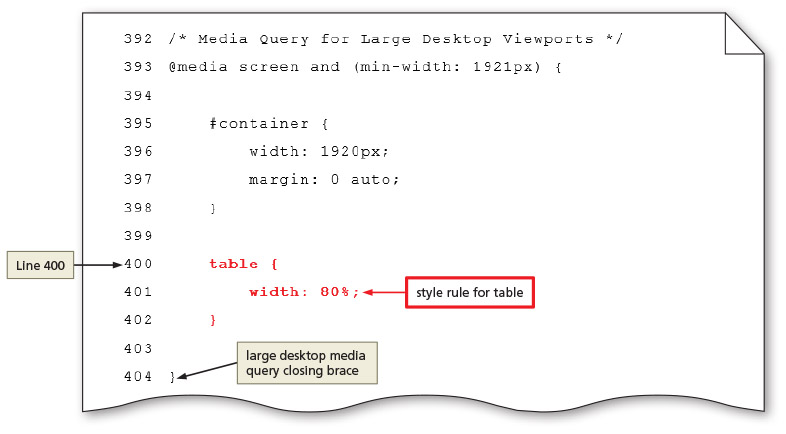 392 /* Media Query for Large Desktop Viewports */
393 @media screen and (min-width: 1921px) {
394
395 #container {
396 width: 1920px;
397 margin: 0 auto;
398 }
399
Line 400
400 table {
401 width: 80%;
style rule for table
402 }
403
large desktop media
query closing brace
404 }